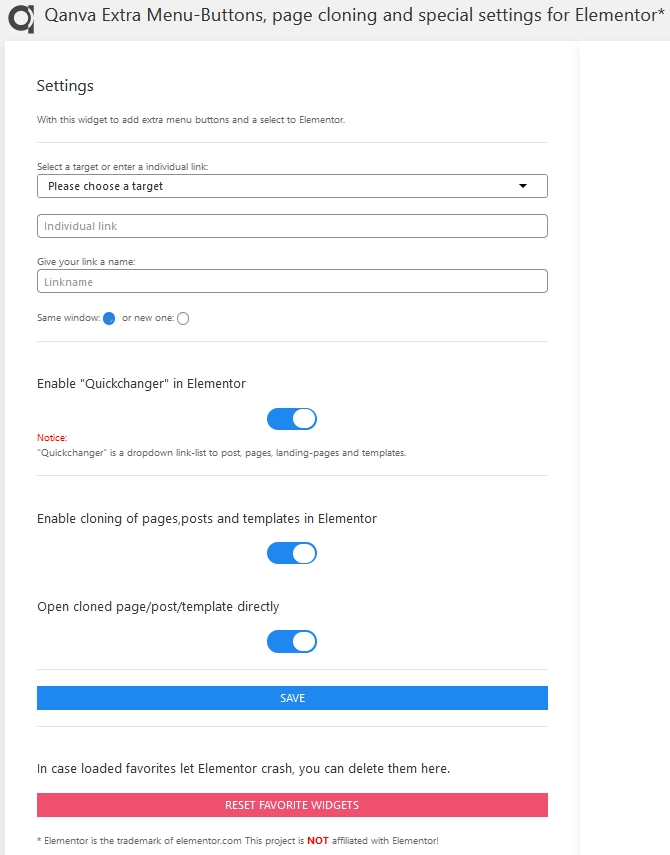 Qanva Extra Menu-Buttons, page cloning and special settings for Elementor*
Settings
With this widget to add extra menu buttons and a select to Elementor.
Select a target or enter a individual link:
Please choose a target
Individual link
Give your link a name:
Linkname
Same window: or new one:
Enable "Quickchanger" in Elementor
Notice:
"Quickchanger" is a dropdown link-list to post, pages, landing-pages and templates.
Enable cloning of pages,posts and templates in Elementor
Open cloned page/post/template directly
SAVE
In case loaded favorites let Elementor crash, you can delete them here.
RESET FAVORITE WIDGETS
* Elementor is the trademark of elementor.com This project is NOT affiliated with Elementor!